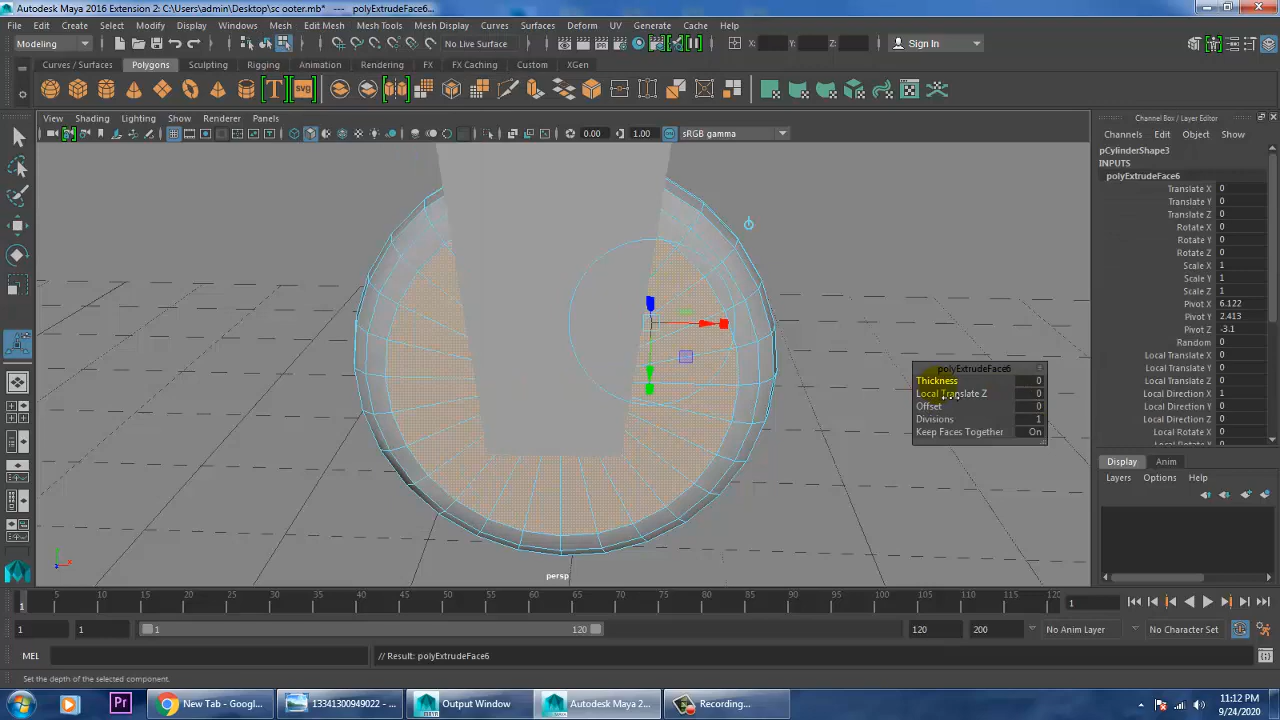 Autodesk Maya 2016 Extension 2: C:\Users\admin\Desktop\sc ooter.mb* --- polyExtrudeFace6...
File Edit Create Select Modify Display Windows Mesh Edit Mesh Mesh Tools Mesh Display Curves Surfaces Deform UV Generate Cache Help
Modeling No Live Surface X: Y: Z: Sign In
Curves / Surfaces Polygons Sculpting Rigging Animation Rendering FX FX Caching Custom XGen
T SVG
View Shading Lighting Show Renderer Panels
0.00 1.00 sRGB gamma
Channel Box / Layer Editor
Channels Edit Object Show
pCylinderShape3
INPUTS
polyExtrudeFace6
Translate X 0
Translate Y 0
Translate Z 0
Rotate X 0
Rotate Y 0
Rotate Z 0
Scale X 1
Scale Y 1
Scale Z 1
Pivot X 6.122
Pivot Y 2.413
Pivot Z -3.1
Random 0
Local Translate X 0
Local Translate Y 0
Local Translate Z 0
Local Direction X 1
Local Direction Y 0
Local Direction Z 0
Local Rotate X 0
Local Rotate Y 0
polyExtrudeFace6
Thickness 0
Local Translate Z 0
Offset 0
Divisions 1
Keep Faces Together On
persp
Display Anim
Layers Options Help
5 10 15 20 25 30 35 40 45 50 55 60 65 70 75 80 85 90 95 100 105 110 115 120
1 1
1 1 1 120 120 200 No Anim Layer No Character Set
MEL // Result: polyExtrudeFace6
Set the depth of the selected component.
Pr New Tab - Googl... 13341300949022 - ... Output Window Autodesk Maya 2... Recording...
11:12 PM
9/24/2020